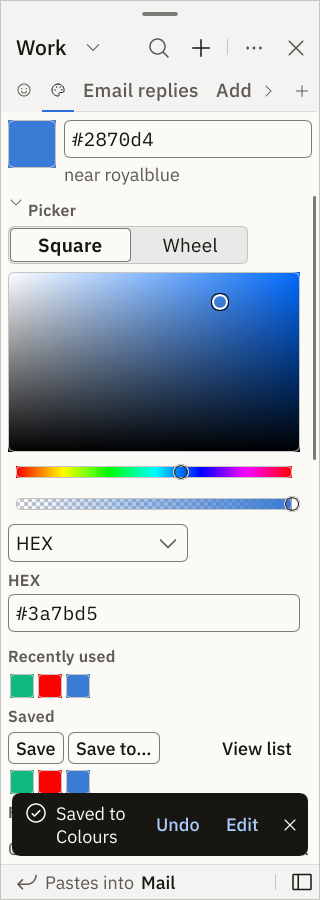 Work
Email replies Add
#2870d4
near royalblue
Picker
Square Wheel
HEX
HEX
#3a7bd5
Recently used
Saved
Save Save to... View list
Saved to
Colours
Undo Edit
Pastes into Mail